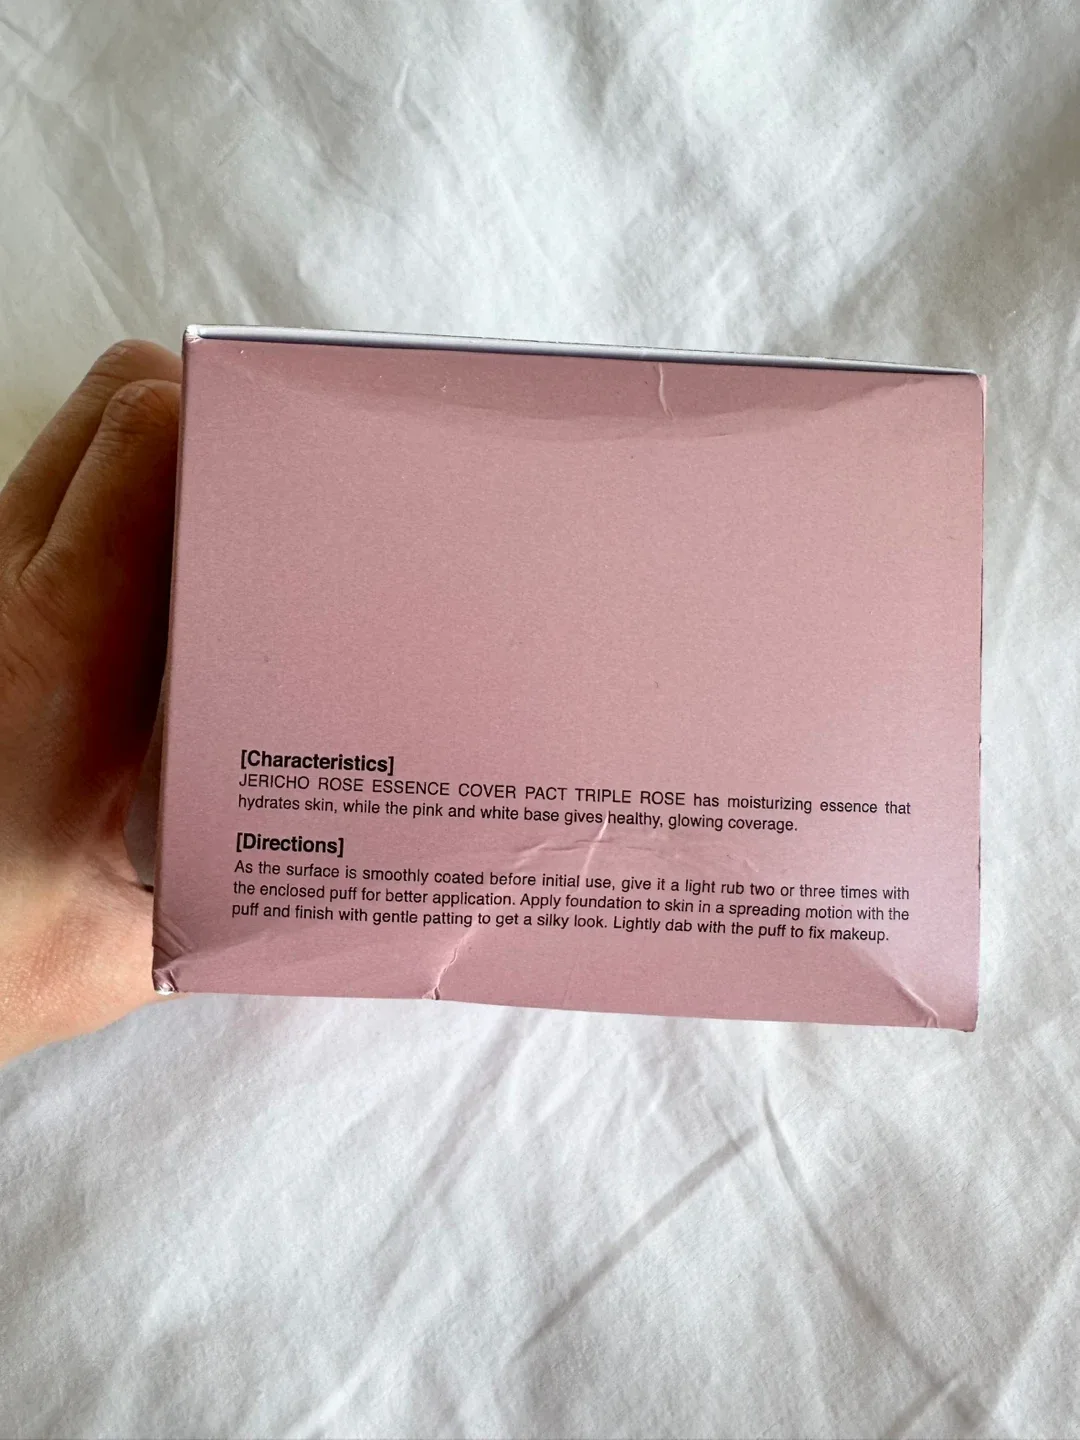 [Characteristics]
JERICHO ROSE ESSENCE COVER PACT TRIPLE ROSE has moisturizing essence that
hydrates skin, while the pink and white base gives healthy, glowing coverage.
[Directions]
As the surface is smoothly coated before initial use, give it a light rub two or three times with
the enclosed puff for better application. Apply foundation to skin in a spreading motion with the
puff and finish with gentle patting to get a silky look. Lightly dab with the puff to fix makeup.